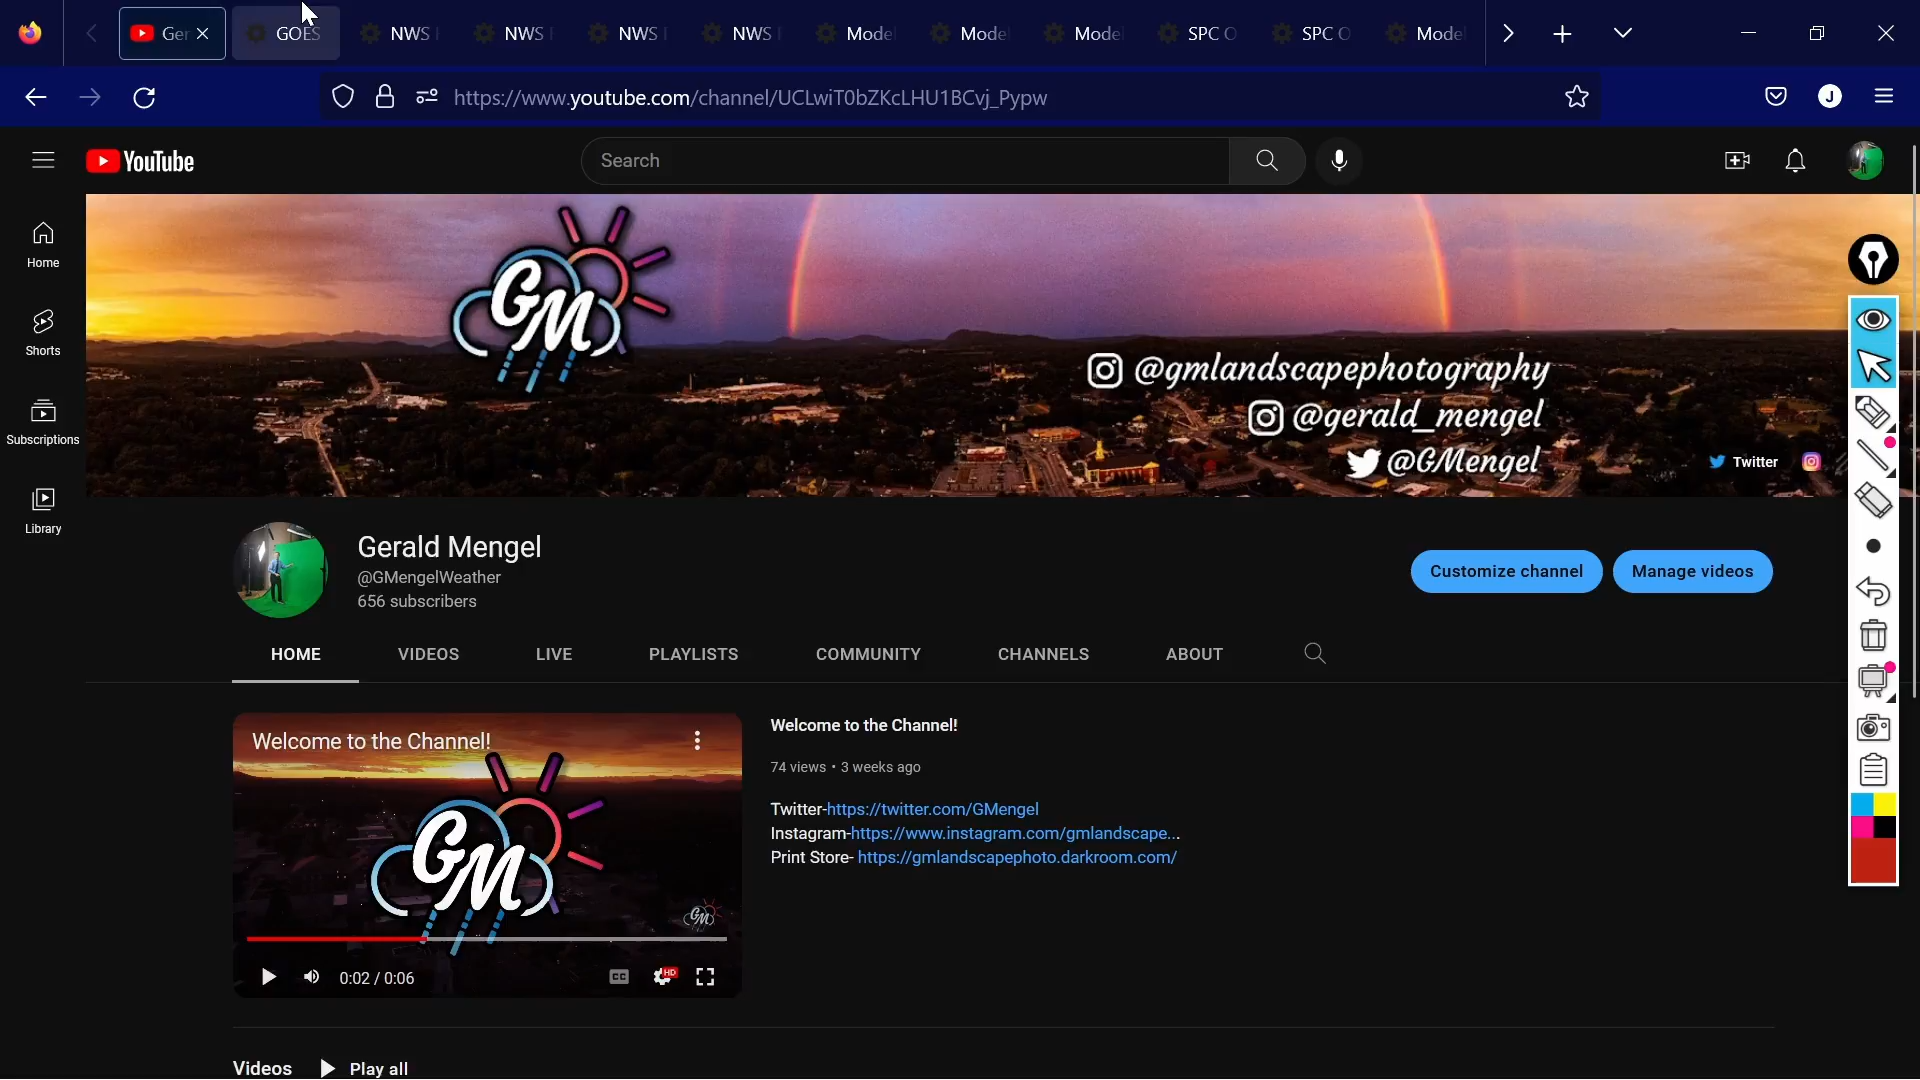 Ger
GOES
NWS
NWS
NWS
NWS
Mode
Mode
Mode
SPC O
SPC O
Mode
https://www.youtube.com/channel/UCLwiT0bZKcLHU1BCvj_Pypw
J
YouTube
Search
Home
Shorts
Subscriptions
Library
GM
@gmlandscapephotography
@gerald_mengel
@GMengel
Twitter
Gerald Mengel
@GMengelWeather
656 subscribers
Customize channel
Manage videos
HOME
VIDEOS
LIVE
PLAYLISTS
COMMUNITY
CHANNELS
ABOUT
Welcome to the Channel!
GM
GM
0:02 / 0:06
CC
HD
Welcome to the Channel!
74 views • 3 weeks ago
Twitter-https://twitter.com/GMengel
Instagram-https://www.instagram.com/gmlandscape...
Print Store- https://gmlandscapephoto.darkroom.com/
Videos
Play all